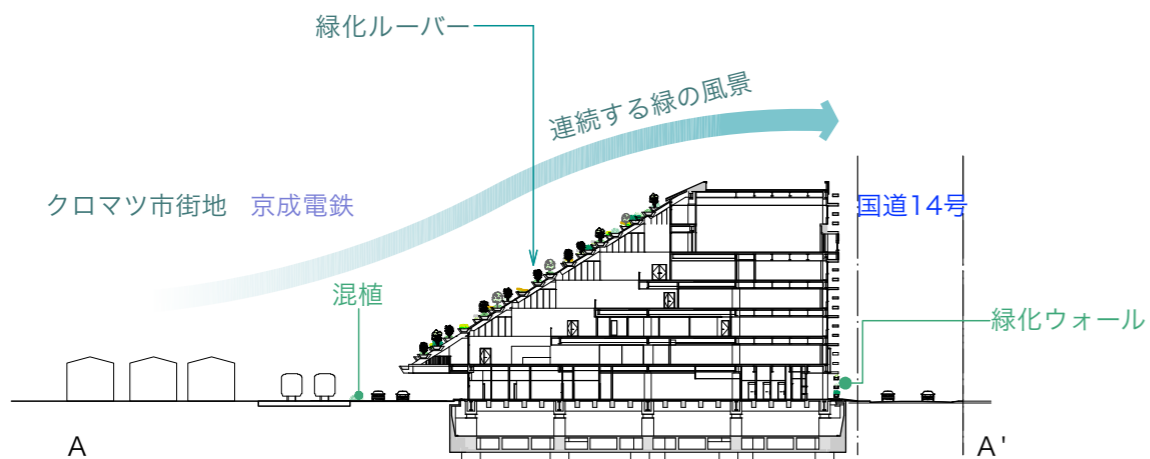 緑化ルーバー
連続する緑の風景
クロマツ市街地
京成電鉄
国道14号
混植
緑化ウォール
A
A'